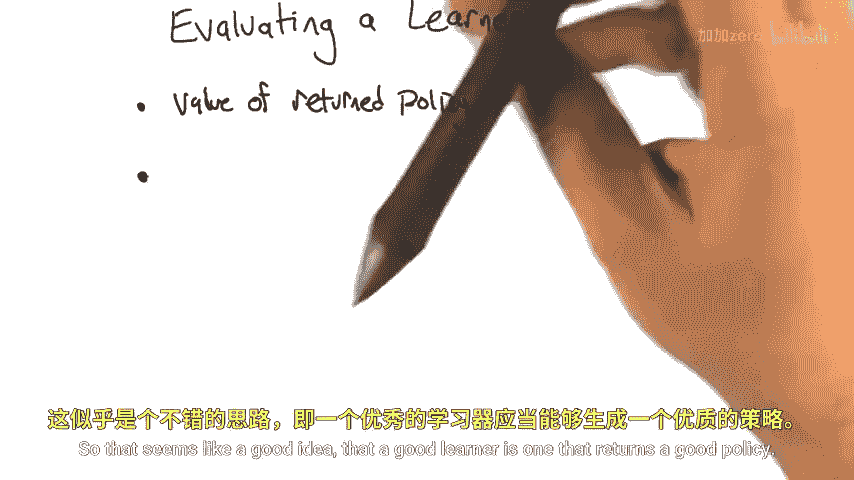 Evaluating a Learne
• value of returned Poli
•
这似乎是个不错的思路，即一个优秀的学习器应当能够生成一个优质的策略。
So that seems like a good idea, that a good learner is one that returns a good policy.